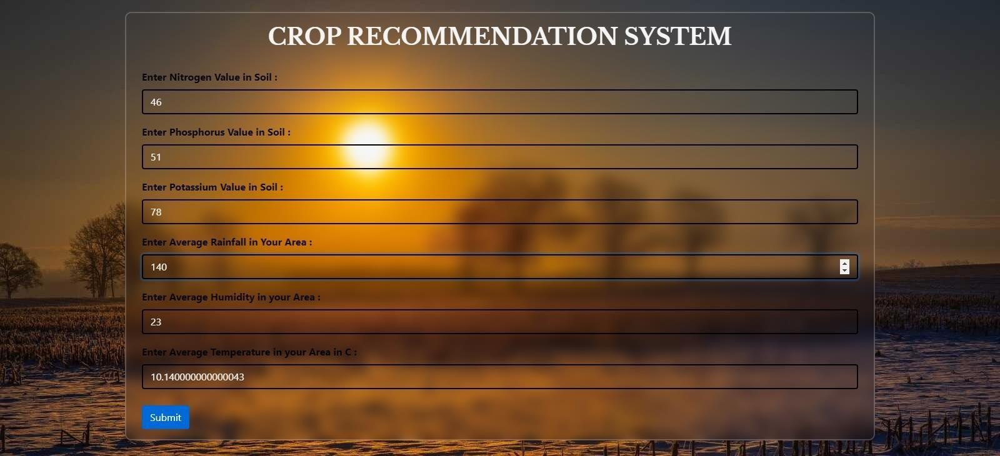 CROP RECOMMENDATION SYSTEM
Enter Nitrogen Value in Soil :
46
Enter Phosphorus Value in Soil :
51
Enter Potassium Value in Soil :
78
Enter Average Rainfall in Your Area :
140
Enter Average Humidity in your Area :
23
Enter Average Temperature in your Area in C :
10.140000000000043
Submit